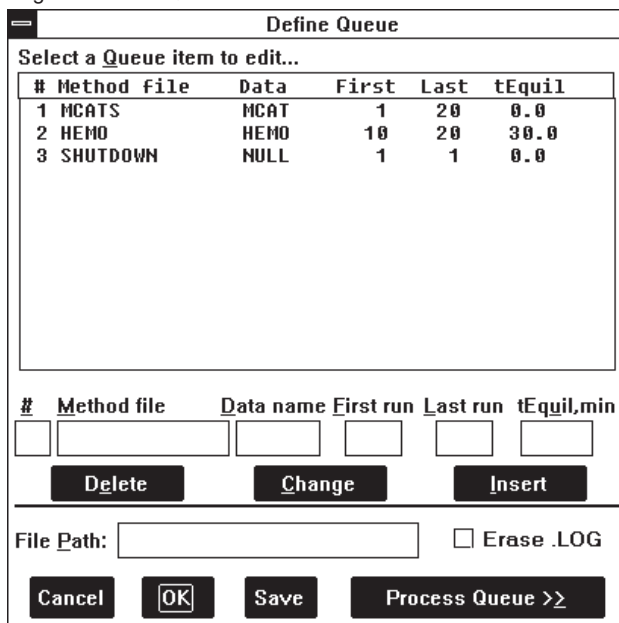 Define Queue
Select a Queue item to edit...
# Method file Data First Last tEquil
1 MCATS MCAT 1 20 0.0
2 HEMO HEMO 10 20 30.0
3 SHUTDOWN NULL 1 1 0.0
# Method file Data name First run Last run tEquil,min
Delete Change Insert
File Path: Erase .LOG
Cancel OK Save Process Queue >>